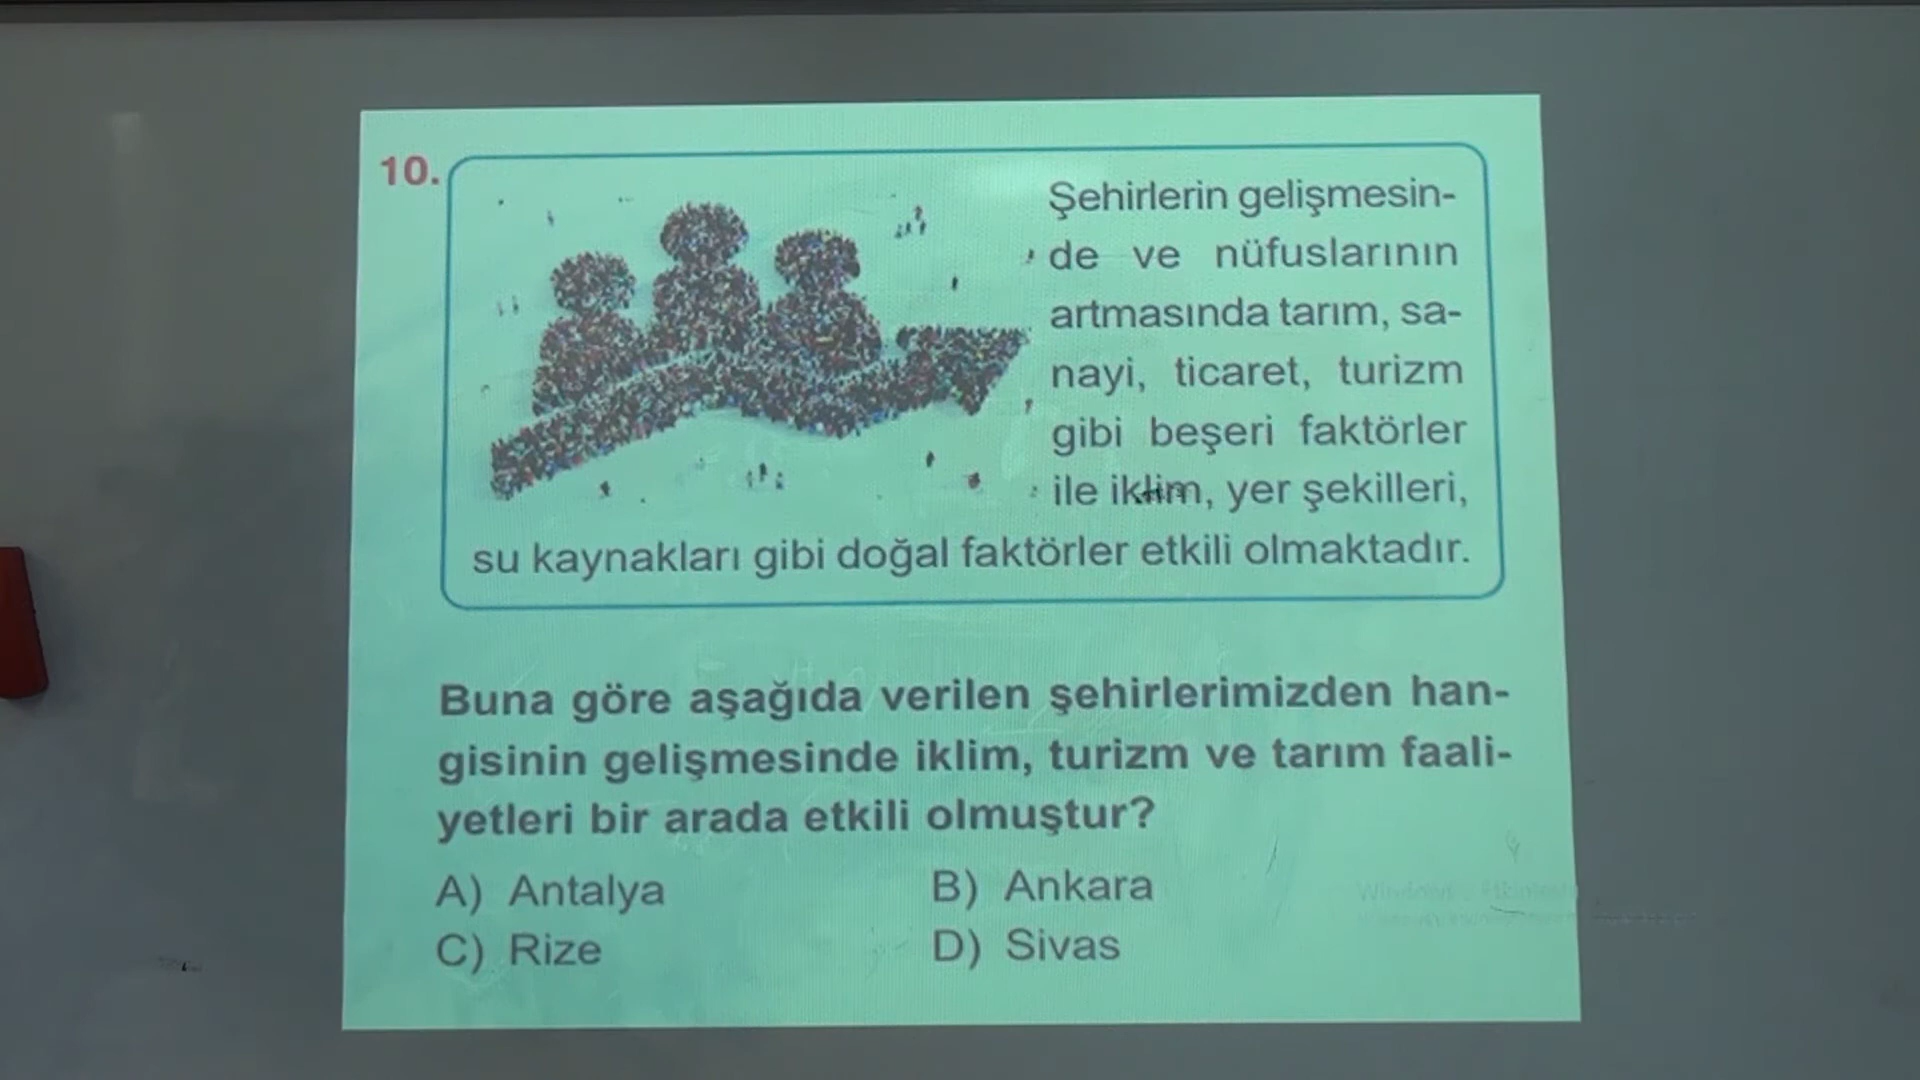 10.
Şehirlerin gelişmesin-
de ve nüfuslarının
artmasında tarım, sa-
nayi, ticaret, turizm
gibi beşeri faktörler
ile iklim, yer şekilleri,
su kaynakları gibi doğal faktörler etkili olmaktadır.
Buna göre aşağıda verilen şehirlerimizden han-
gisinin gelişmesinde iklim, turizm ve tarım faali-
yetleri bir arada etkili olmuştur?
A) Antalya
B) Ankara
C) Rize
D) Sivas